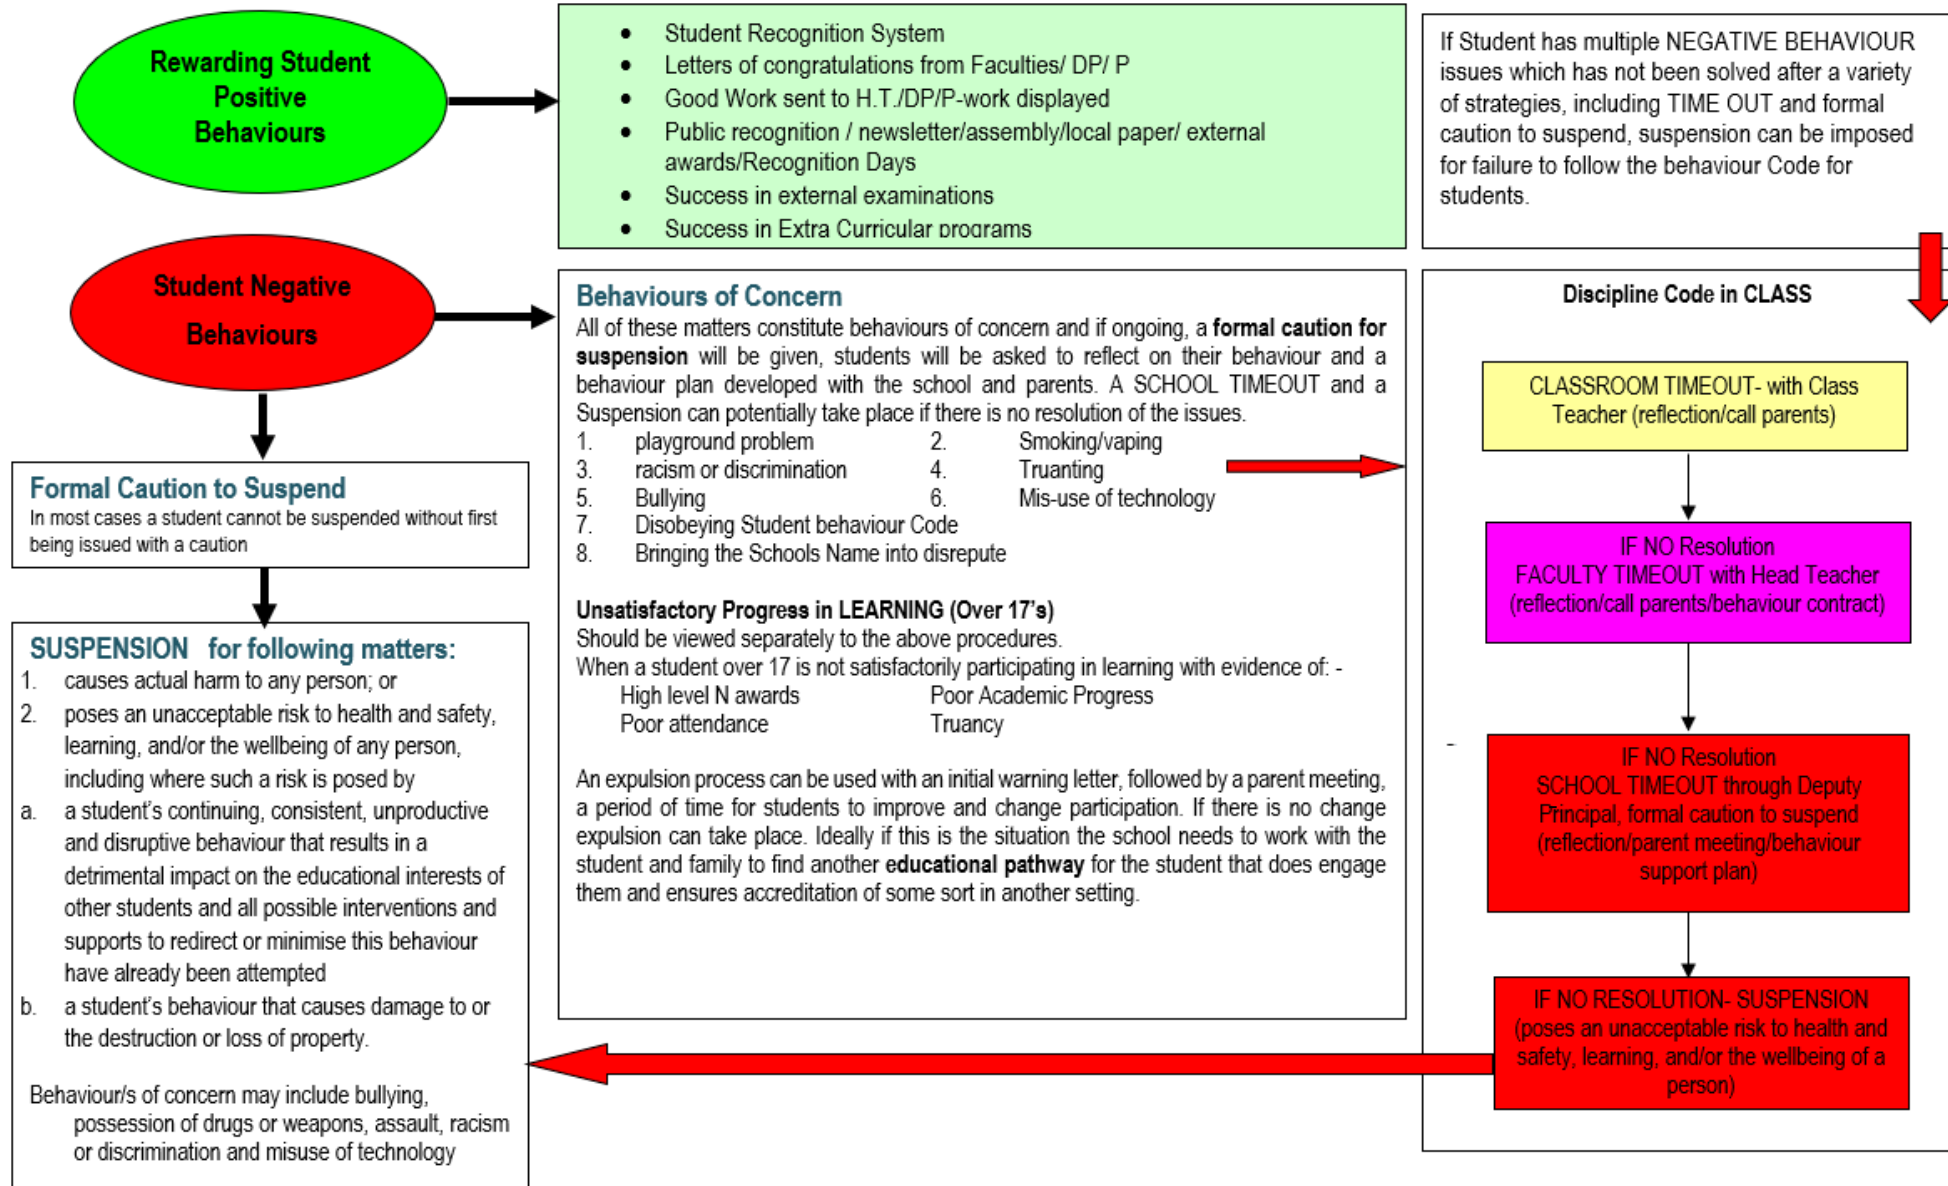 Rewarding Student
Positive
Behaviours
• Student Recognition System
• Letters of congratulations from Faculties/ DP/ P
• Good Work sent to H.T./DP/P-work displayed
• Public recognition / newsletter/assembly/local paper/ external
awards/Recognition Days
• Success in external examinations
• Success in Extra Curricular programs
If Student has multiple NEGATIVE BEHAVIOUR
issues which has not been solved after a variety
of strategies, including TIME OUT and formal
caution to suspend, suspension can be imposed
for failure to follow the behaviour Code for
students.
Student Negative
Behaviours
Formal Caution to Suspend
In most cases a student cannot be suspended without first
being issued with a caution
SUSPENSION for following matters:
1. causes actual harm to any person; or
2. poses an unacceptable risk to health and safety,
learning, and/or the wellbeing of any person,
including where such a risk is posed by
a. a student's continuing, consistent, unproductive
and disruptive behaviour that results in a
detrimental impact on the educational interests of
other students and all possible interventions and
supports to redirect or minimise this behaviour
have already been attempted
b. a student's behaviour that causes damage to or
the destruction or loss of property.
Behaviour/s of concern may include bullying,
possession of drugs or weapons, assault, racism
or discrimination and misuse of technology
Behaviours of Concern
All of these matters constitute behaviours of concern and if ongoing, a formal caution for
suspension will be given, students will be asked to reflect on their behaviour and a
behaviour plan developed with the school and parents. A SCHOOL TIMEOUT and a
Suspension can potentially take place if there is no resolution of the issues.
1. playground problem 2. Smoking/vaping
3. racism or discrimination 4. Truanting
5. Bullying 6. Mis-use of technology
7. Disobeying Student behaviour Code
8. Bringing the Schools Name into disrepute
Unsatisfactory Progress in LEARNING (Over 17's)
Should be viewed separately to the above procedures.
When a student over 17 is not satisfactorily participating in learning with evidence of: -
High level N awards Poor Academic Progress
Poor attendance Truancy
An expulsion process can be used with an initial warning letter, followed by a parent meeting,
a period of time for students to improve and change participation. If there is no change
expulsion can take place. Ideally if this is the situation the school needs to work with the
student and family to find another educational pathway for the student that does engage
them and ensures accreditation of some sort in another setting.
Discipline Code in CLASS
CLASSROOM TIMEOUT- with Class
Teacher (reflection/call parents)
IF NO Resolution
FACULTY TIMEOUT with Head Teacher
(reflection/call parents/behaviour contract)
IF NO Resolution
SCHOOL TIMEOUT through Deputy
Principal, formal caution to suspend
(reflection/parent meeting/behaviour
support plan)
IF NO RESOLUTION- SUSPENSION
(poses an unacceptable risk to health and
safety, learning, and/or the wellbeing of a
person)